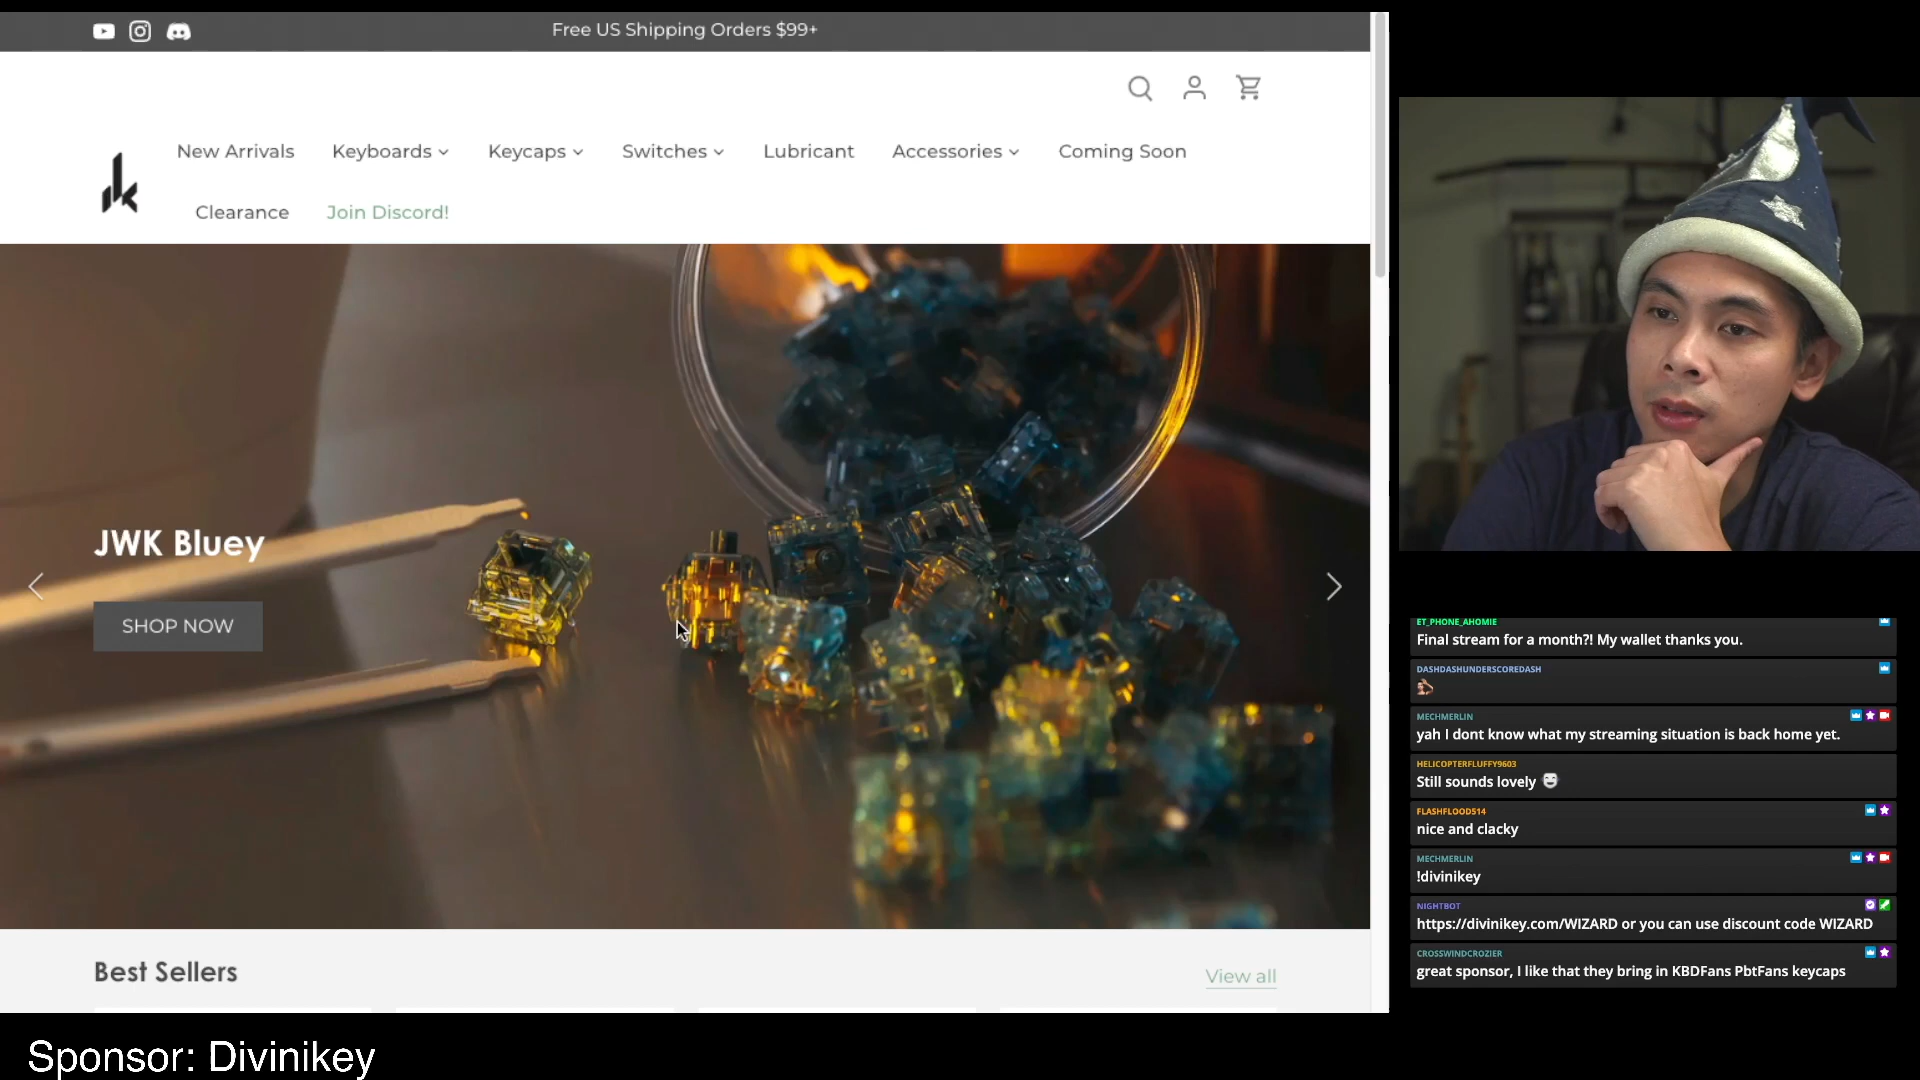 Free US Shipping Orders $99+
New Arrivals Keyboards Keycaps Switches Lubricant Accessories Coming Soon
Clearance Join Discord!
JWK Bluey
SHOP NOW
Best Sellers View all
Sponsor: Divinikey
ET_PHONE_AHOMIE
Final stream for a month?! My wallet thanks you.
DASHDASHUNDERSCOREDASH
MECHMERLIN
yah I dont know what my streaming situation is back home yet.
HELICOPTERFLUFFY9603
Still sounds lovely
FLASHFLOOD514
nice and clacky
MECHMERLIN
!divinikey
NIGHTBOT
https://divinikey.com/WIZARD or you can use discount code WIZARD
CROSSWINDCROZIER
great sponsor, I like that they bring in KBDFans PbtFans keycaps